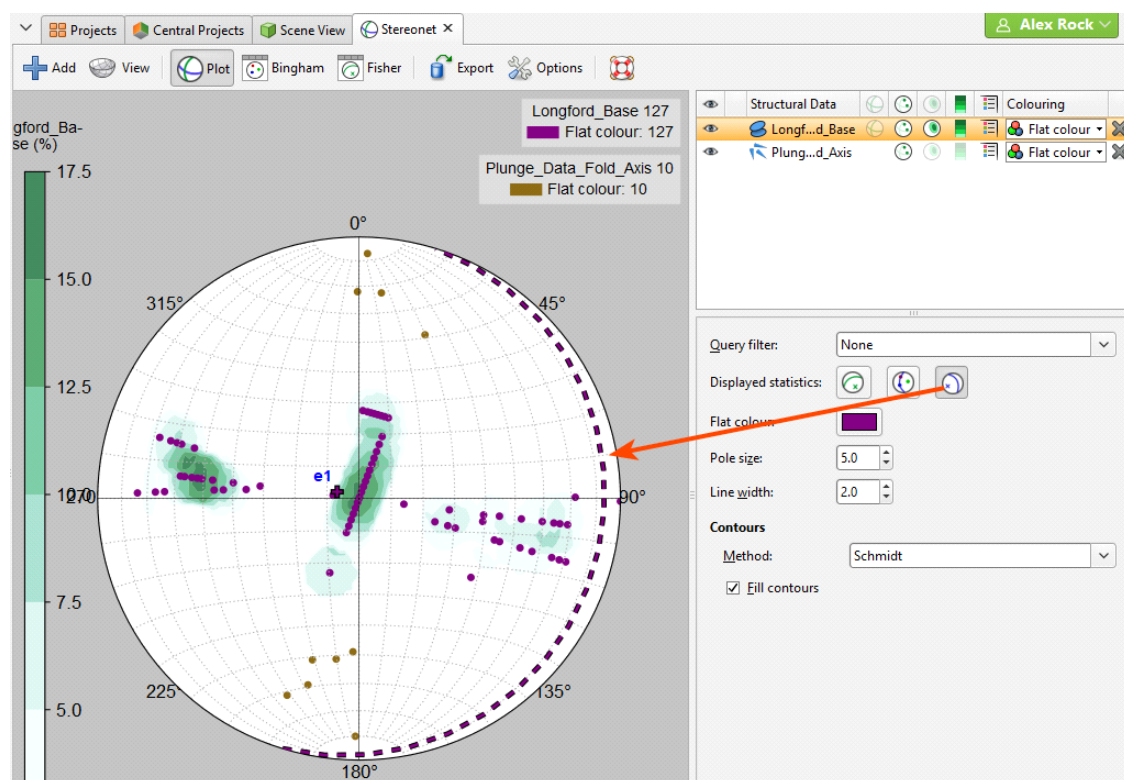 Projects Central Projects Scene View Stereonet ×
Alex Rock
Add View Plot Bingham Fisher Export Options
Structural Data Colouring
Longf...d_Base Flat colour
Plung...d_Axis Flat colour
Longford_Base 127
Flat colour: 127
Plunge_Data_Fold_Axis 10
Flat colour: 10
gford_Ba-
se (%)
17.5
15.0
12.5
10.0
7.5
5.0
0°
45°
90°
135°
180°
225°
270
315°
e1
Query filter: None
Displayed statistics:
Flat colour:
Pole size: 5.0
Line width: 2.0
Contours
Method: Schmidt
Fill contours